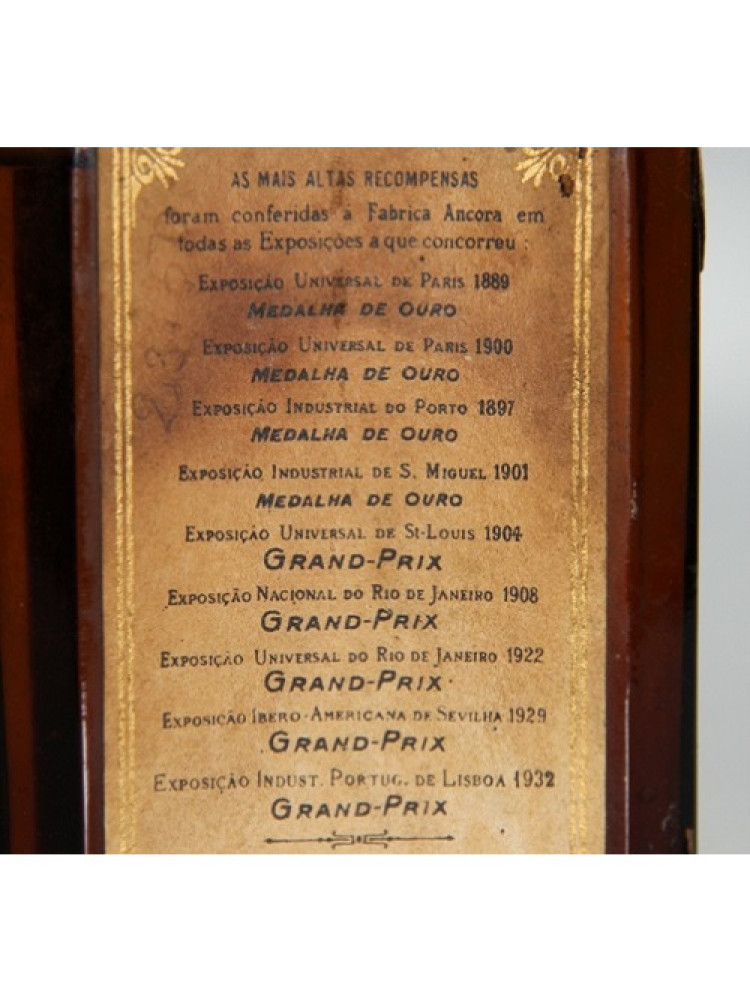 AS MAIS ALTAS RECOMPENSAS
foram conferidas a Fabrica Ancora em
todas as Exposições a que concorreu :
EXPOSIÇÃO UNIVERSAL DE PARIS 1889
MEDALHA DE OURO
EXPOSIÇÃO UNIVERSAL DE PARIS 1900
MEDALHA DE OURO
EXPOSIÇÃO INDUSTRIAL DO PORTO 1897
MEDALHA DE OURO
EXPOSIÇÃO INDUSTRIAL DE S. MIGUEL 1901
MEDALHA DE OURO
EXPOSIÇÃO UNIVERSAL DE ST-LOUIS 1904
GRAND-PRIX
EXPOSIÇÃO NACIONAL DO RIO DE JANEIRO 1908
GRAND-PRIX
EXPOSIÇÃO UNIVERSAL DO RIO DE JANEIRO 1922
GRAND-PRIX
EXPOSIÇÃO IBERO-AMERICANA DE SEVILHA 1929
GRAND-PRIX
EXPOSIÇÃO INDUST. PORTUG. DE LISBOA 1932
GRAND-PRIX